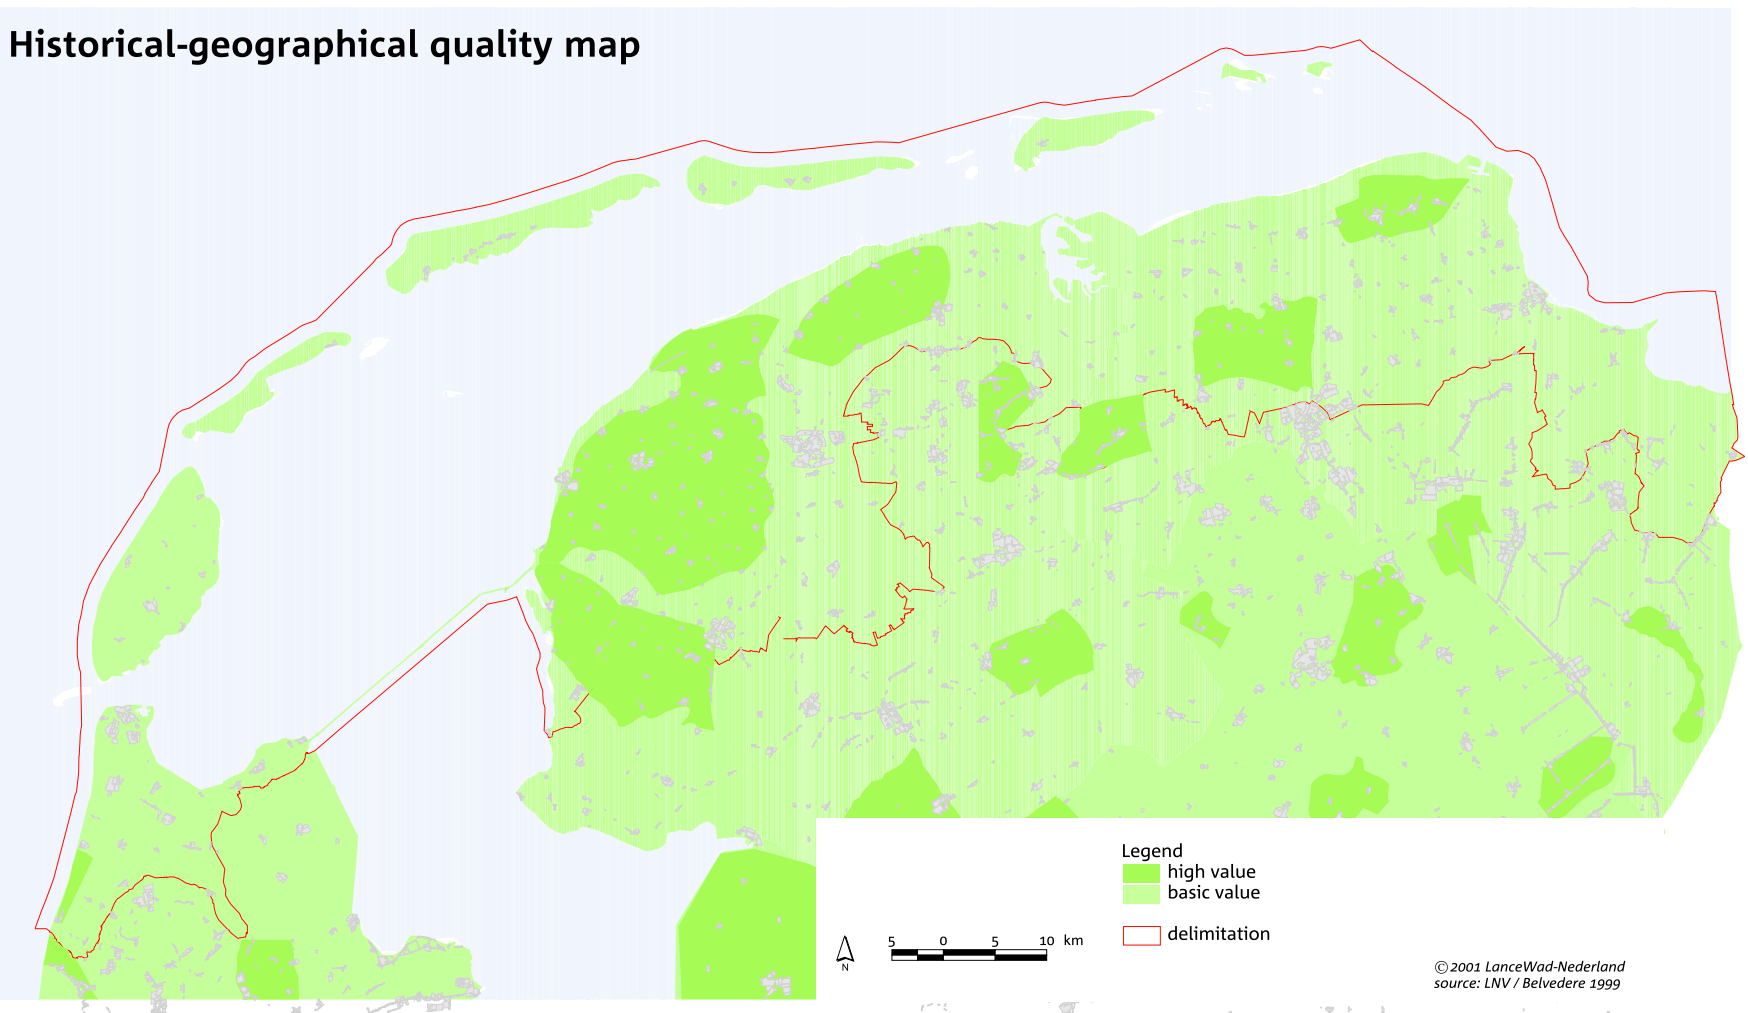 Historical-geographical quality map
Legend
high value
basic value
delimitation
5 0 5 10 km
N
©2001 LanceWad-Nederland
source: LNV / Belvedere 1999